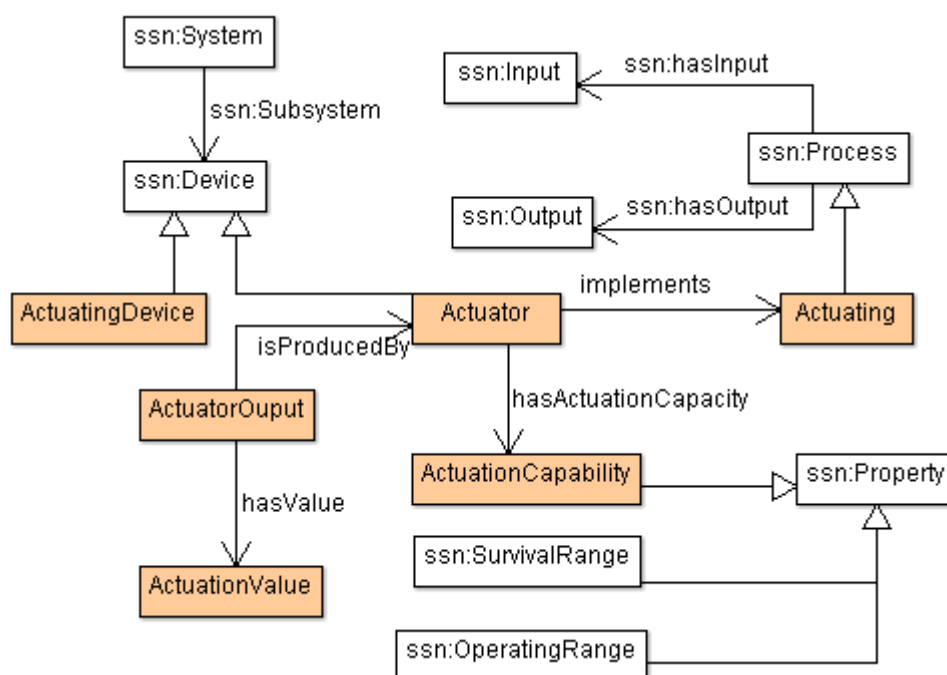 ssn:System
ssn:Input
ssn:hasInput
ssn:Subsystem
ssn:Process
ssn:Device
ssn:Output
ssn:hasOutput
implements
ActuatingDevice
Actuator
Actuating
isProducedBy
ActuatorOuput
hasActuationCapacity
ActuationCapability
ssn:Property
hasValue
ssn:SurvivalRange
ActuationValue
ssn:OperatingRange